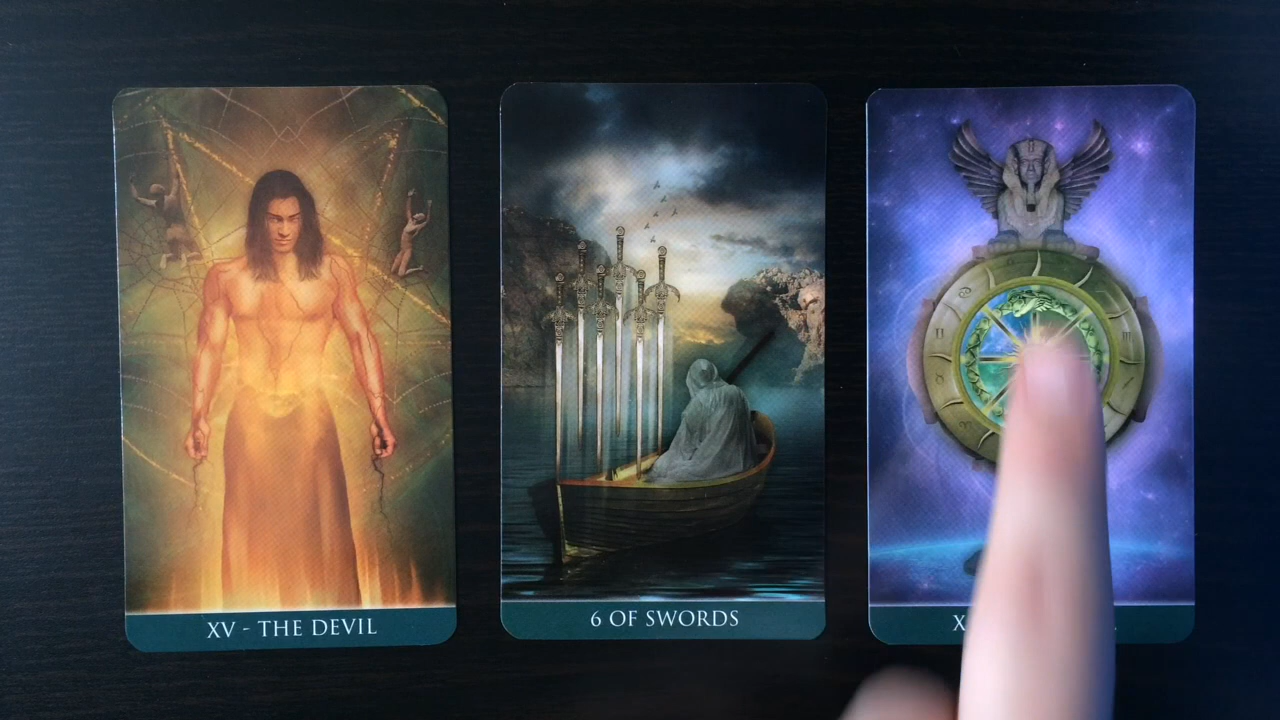 XV - THE DEVIL
6 OF SWORDS
X